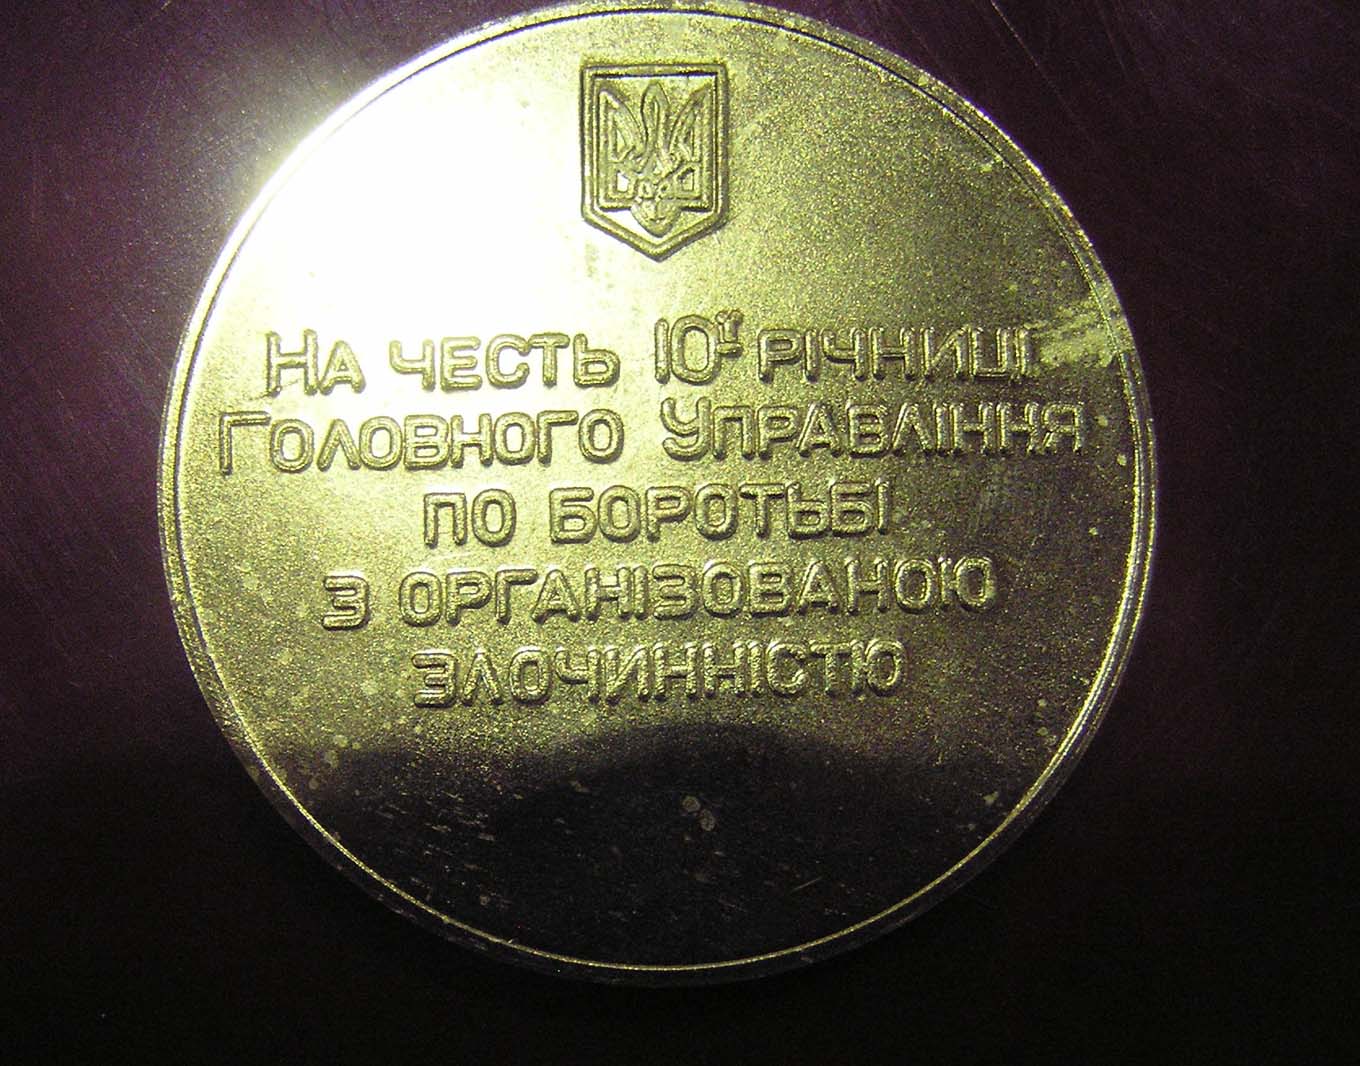 НА ЧЕСТЬ 10ї РІЧНИЦІ
ГОЛОВНОГО УПРАВЛІННЯ
ПО БОРОТЬБІ
З ОРГАНІЗОВАНОЮ
ЗЛОЧИННІСТЮ